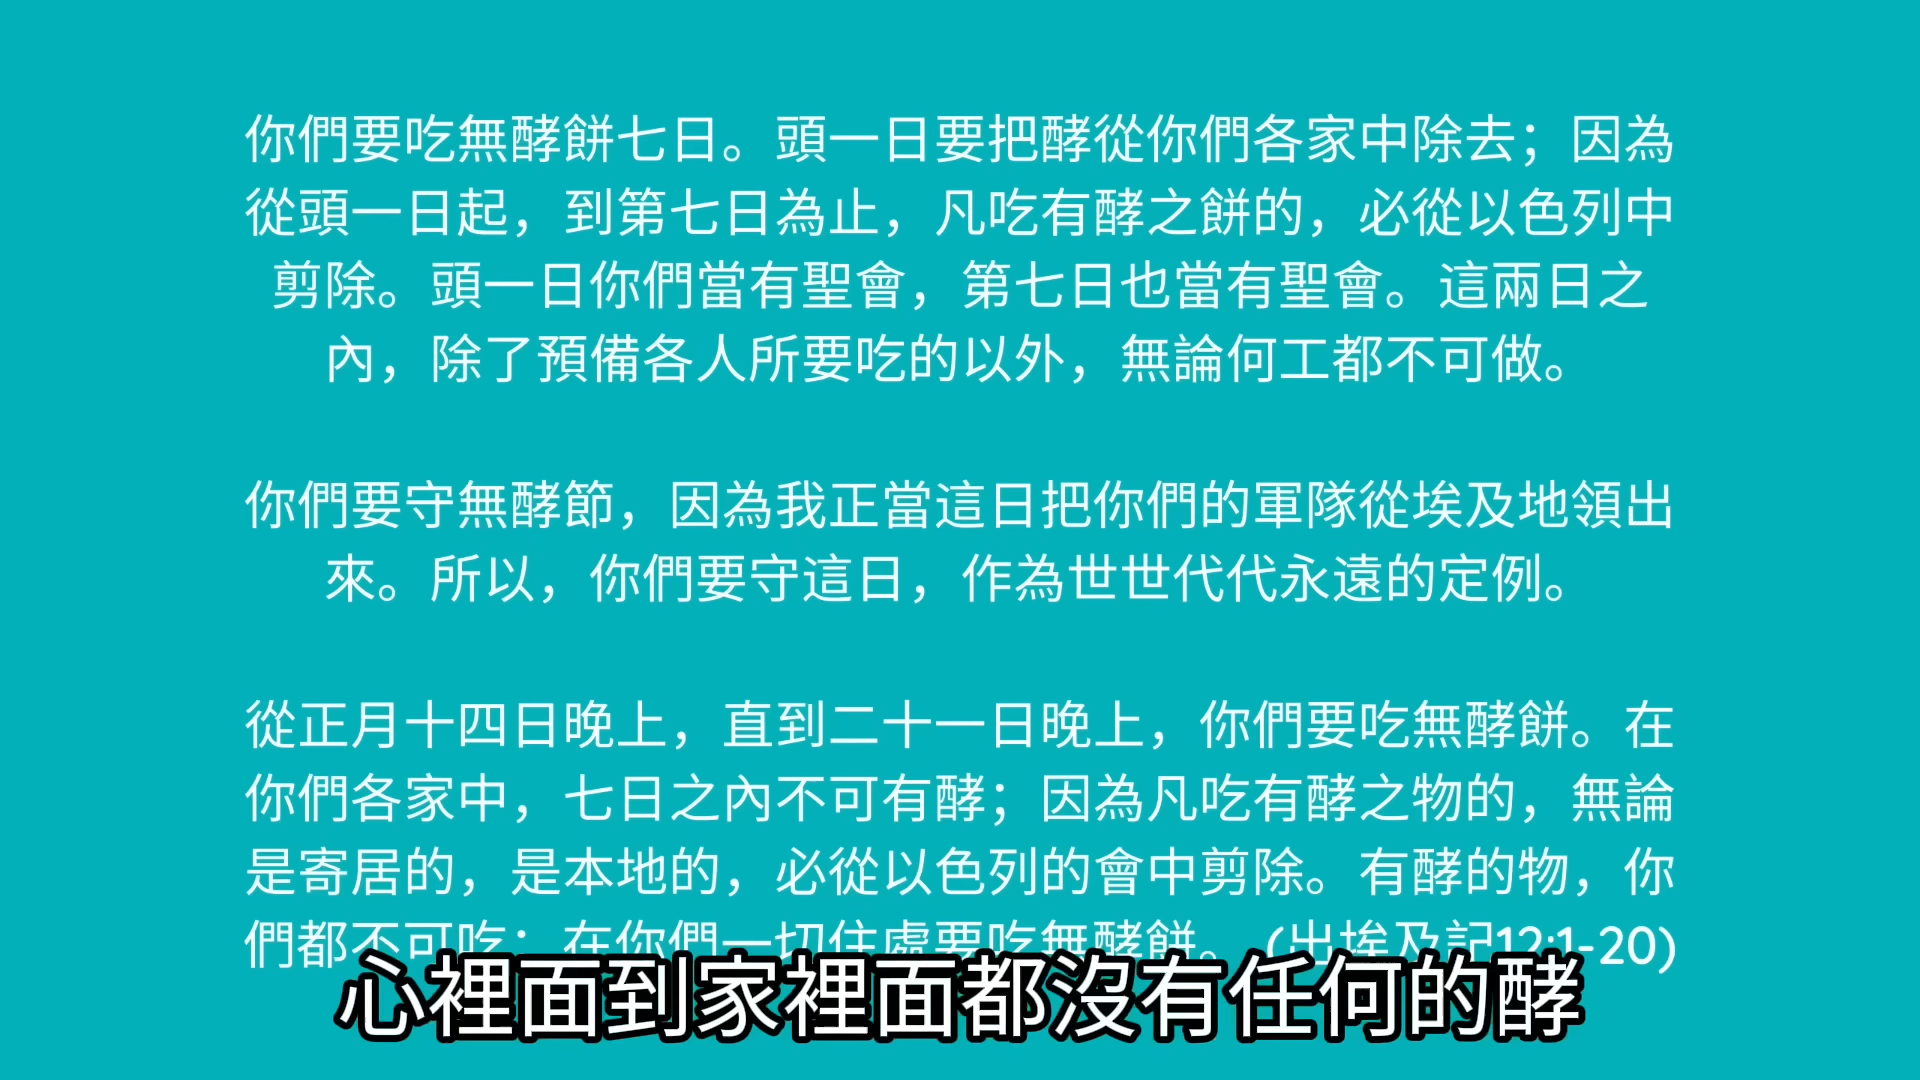 你們要吃無酵餅七日。頭一日要把酵從你們各家中除去；因為
從頭一日起，到第七日為止，凡吃有酵之餅的，必從以色列中
剪除。頭一日你們當有聖會，第七日也當有聖會。這兩日之
內，除了預備各人所要吃的以外，無論何工都不可做。
你們要守無酵節，因為我正當這日把你們的軍隊從埃及地領出
來。所以，你們要守這日，作為世世代代永遠的定例。
從正月十四日晚上，直到二十一日晚上，你們要吃無酵餅。在
你們各家中，七日之內不可有酵；因為凡吃有酵之物的，無論
是寄居的，是本地的，必從以色列的會中剪除。有酵的物，你
們都不可吃；在你們一切住處要吃無酵餅。（出埃及記12:1-20)
心裡面到家裡面都沒有任何的酵